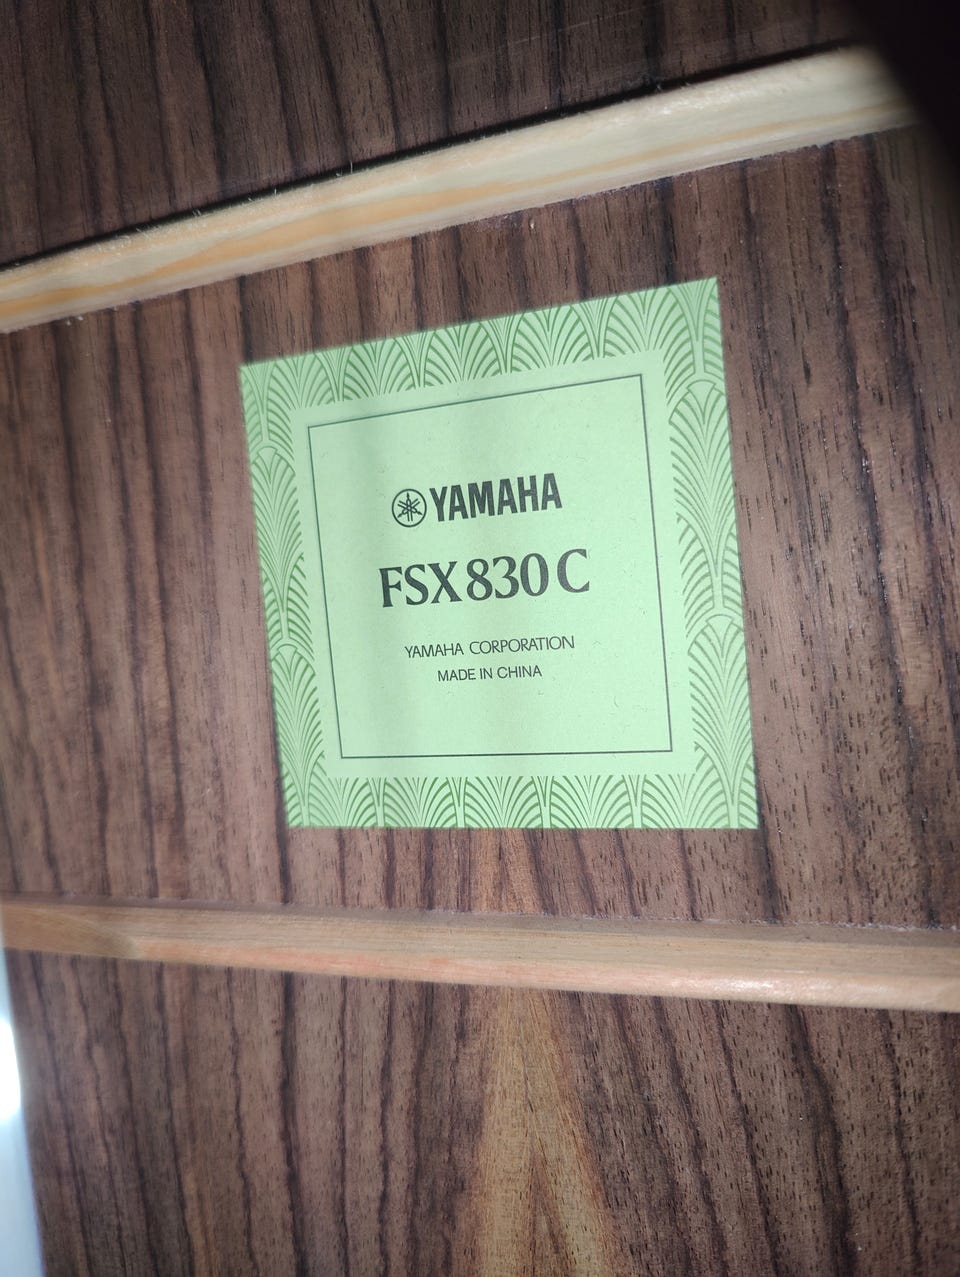 YAMAHA
FSX830C
YAMAHA CORPORATION
MADE IN CHINA